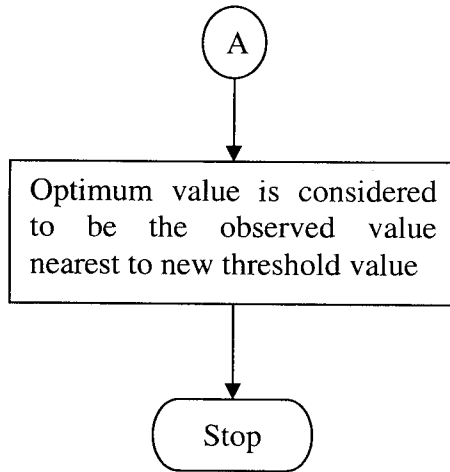 A
Optimum value is considered
to be the observed value
nearest to new threshold value
Stop